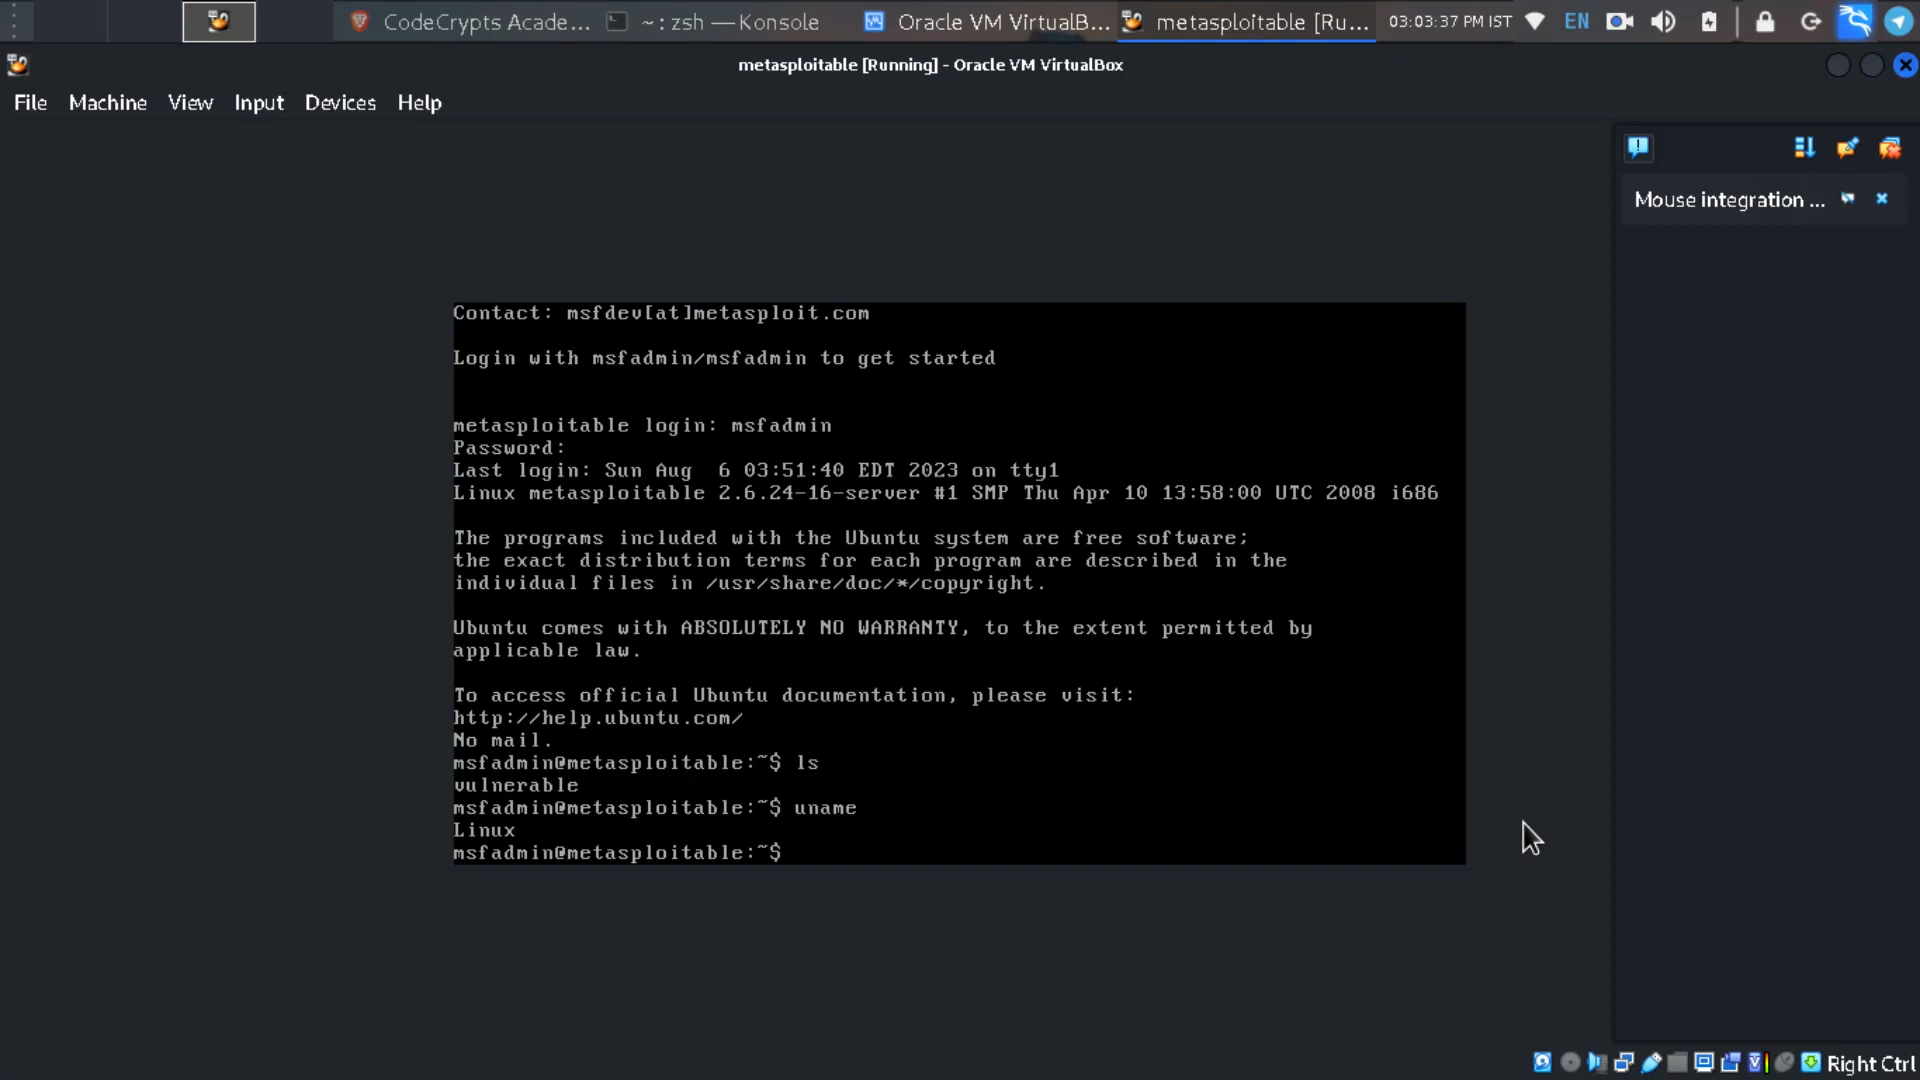 CodeCrypts Acade...
~ : zsh — Konsole
Oracle VM VirtualB...
metasploitable [Ru...
03:03:37 PM IST
EN
metasploitable [Running] - Oracle VM VirtualBox
File Machine View Input Devices Help
Mouse integration ...
Contact: msfdev[at]metasploit.com
Login with msfadmin/msfadmin to get started
metasploitable login: msfadmin
Password:
Last login: Sun Aug  6 03:51:40 EDT 2023 on tty1
Linux metasploitable 2.6.24-16-server #1 SMP Thu Apr 10 13:58:00 UTC 2008 i686
The programs included with the Ubuntu system are free software;
the exact distribution terms for each program are described in the
individual files in /usr/share/doc/*/copyright.
Ubuntu comes with ABSOLUTELY NO WARRANTY, to the extent permitted by
applicable law.
To access official Ubuntu documentation, please visit:
http://help.ubuntu.com/
No mail.
msfadmin@metasploitable:~$ ls
vulnerable
msfadmin@metasploitable:~$ uname
Linux
msfadmin@metasploitable:~$
Right Ctrl